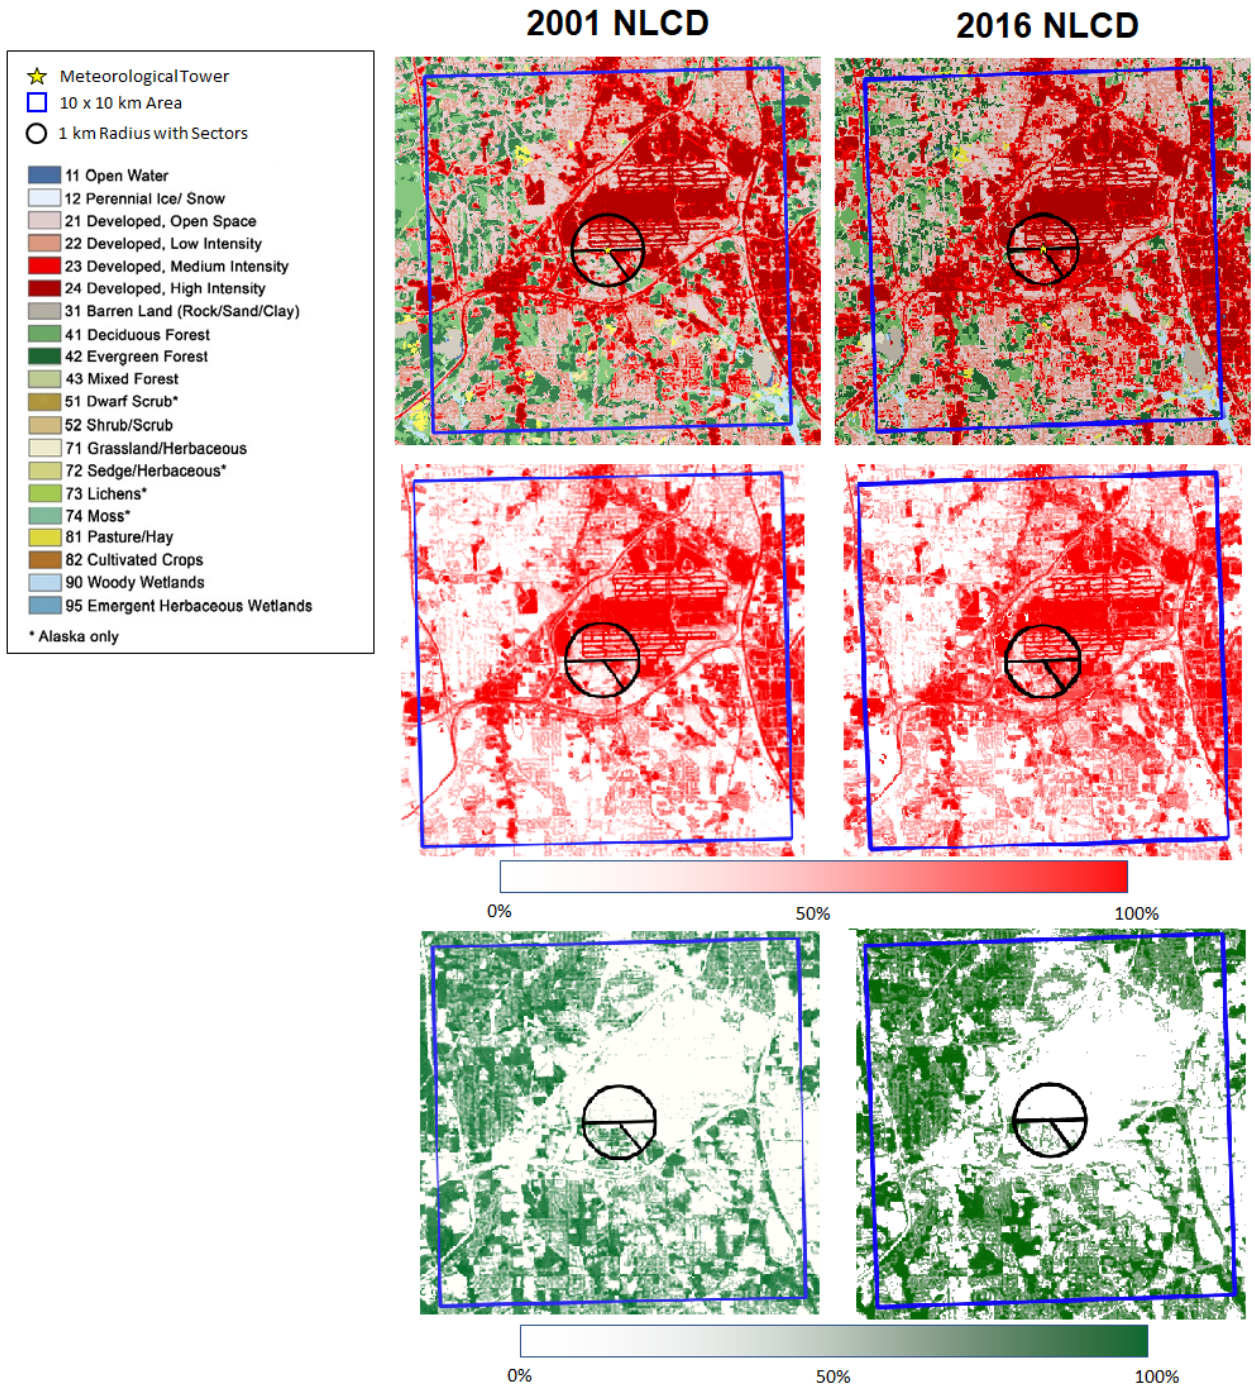 2001 NLCD
2016 NLCD
Meteorological Tower
10 x 10 km Area
1 km Radius with Sectors
11 Open Water
12 Perennial Ice/ Snow
21 Developed, Open Space
22 Developed, Low Intensity
23 Developed, Medium Intensity
24 Developed, High Intensity
31 Barren Land (Rock/Sand/Clay)
41 Deciduous Forest
42 Evergreen Forest
43 Mixed Forest
51 Dwarf Scrub*
52 Shrub/Scrub
71 Grassland/Herbaceous
72 Sedge/Herbaceous*
73 Lichens*
74 Moss*
81 Pasture/Hay
82 Cultivated Crops
90 Woody Wetlands
95 Emergent Herbaceous Wetlands
* Alaska only
0%
50%
100%
0%
50%
100%